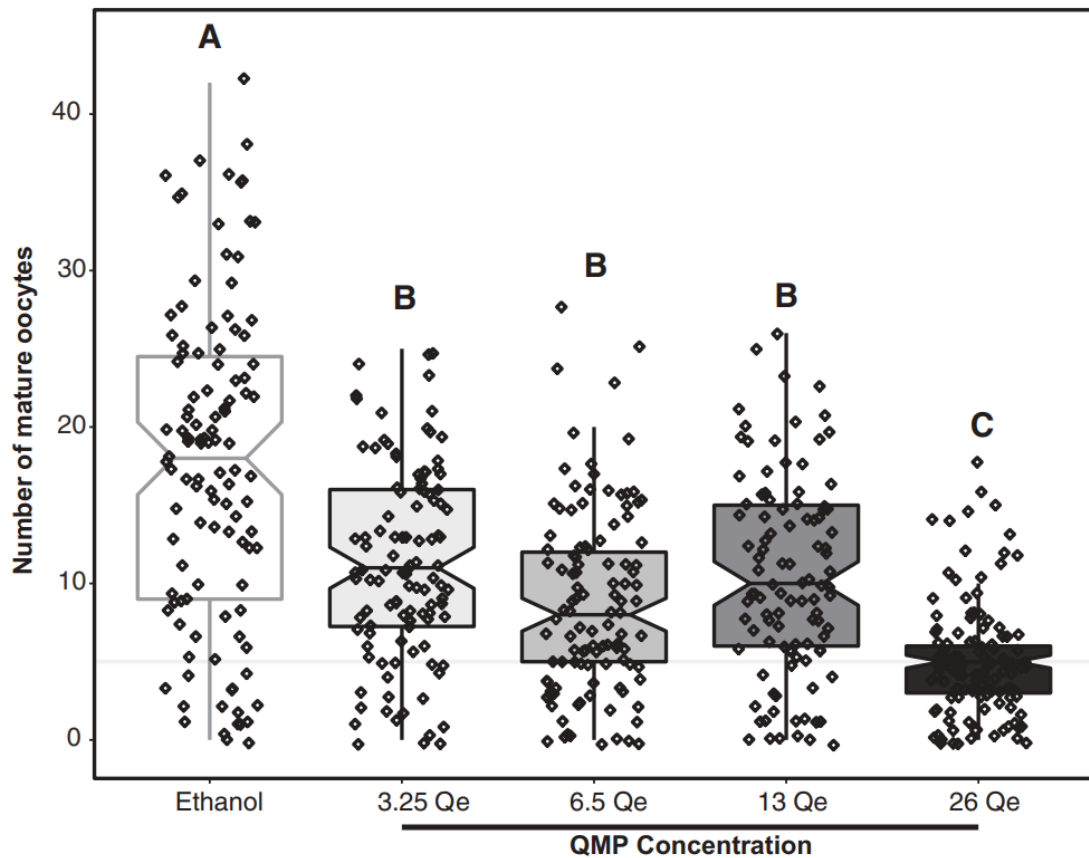 A
B
B
B
C
Number of mature oocytes
40
30
20
10
0
Ethanol
3.25 Qe
6.5 Qe
13 Qe
26 Qe
QMP Concentration